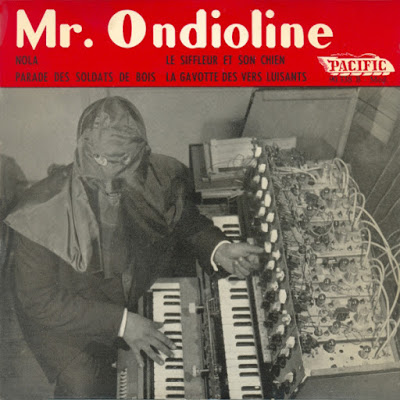 Mr. Ondioline
NOLA
LE SIFFLEUR ET SON CHIEN
PARADE DES SOLDATS DE BOIS
LA GAVOTTE DES VERS LUISANTS
PACIFIC